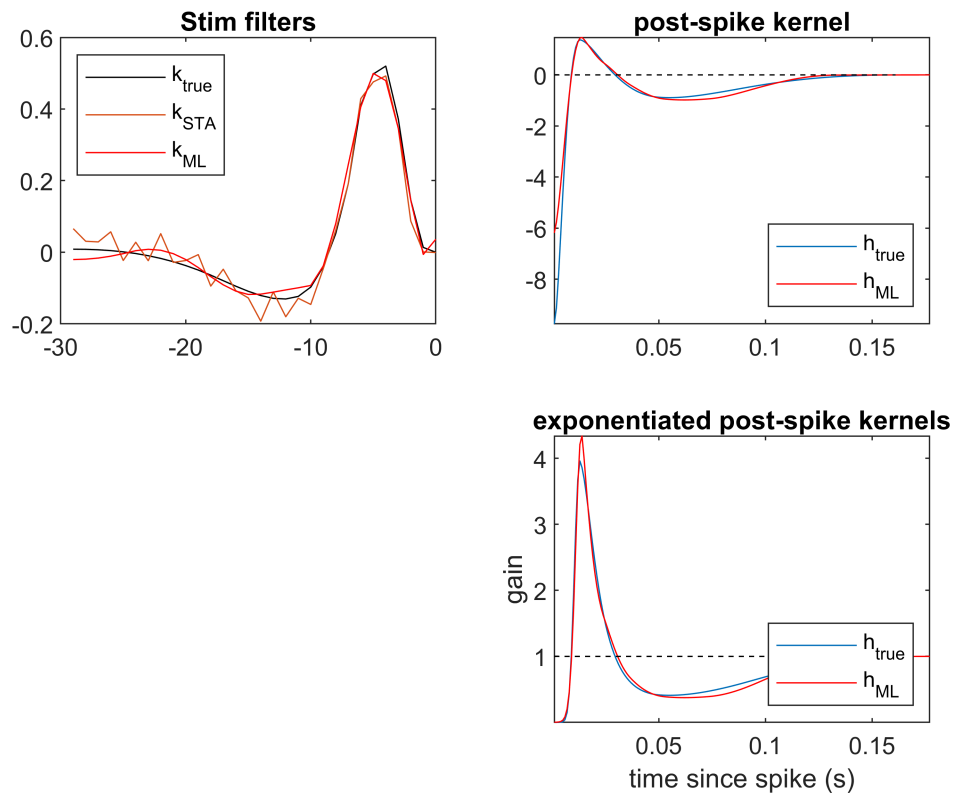 Stim filters
0.6
0.4
0.2
0
-0.2
-30
-20
-10
0
k_true
k_STA
k_ML
post-spike kernel
0
-2
-4
-6
-8
0.05
0.1
0.15
h_true
h_ML
exponentiated post-spike kernels
gain
4
3
2
1
0.05
0.1
0.15
h_true
h_ML
time since spike (s)